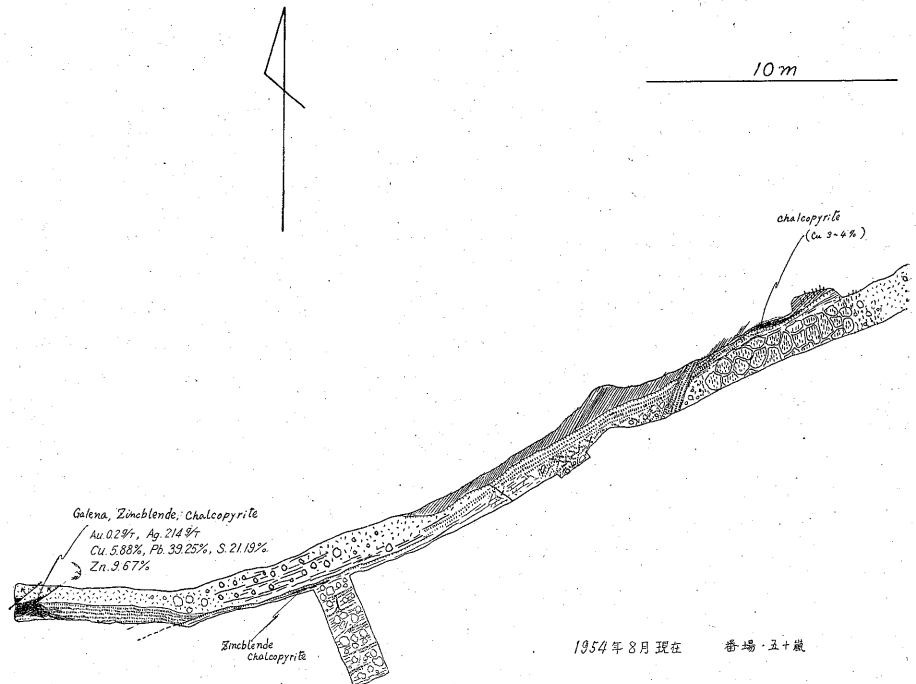 10m
chalcopyrite
(Cu 3~4%)
Galena, Zincblende, Chalcopyrite
Au 0.2g/T, Ag. 214g/T
Cu. 5.88%, Pb. 39.25%, S. 21.19%.
Zn. 9.67%
Zincblende
Chalcopyrite
1954年8月現在 番場·五十嵐